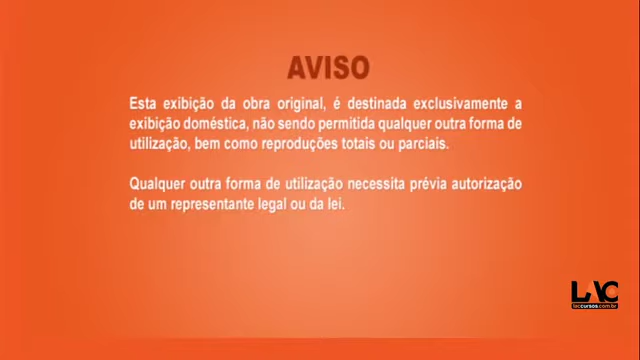 AVISO
Esta exibição da obra original, é destinada exclusivamente a
exibição doméstica, não sendo permitida qualquer outra forma de
utilização, bem como reproduções totais ou parciais.
Qualquer outra forma de utilização necessita prévia autorização
de um representante legal ou da lei.
LAC
laccursos.com.br